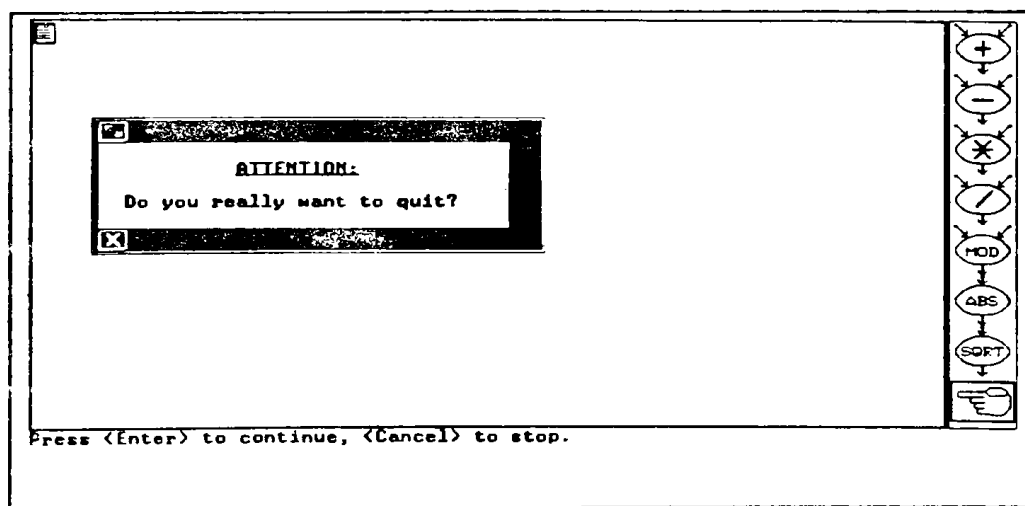 ATTENTION:
Do you really want to quit?
+
-
*
/
MOD
ABS
SQRT
Press <Enter> to continue, <Cancel> to stop.